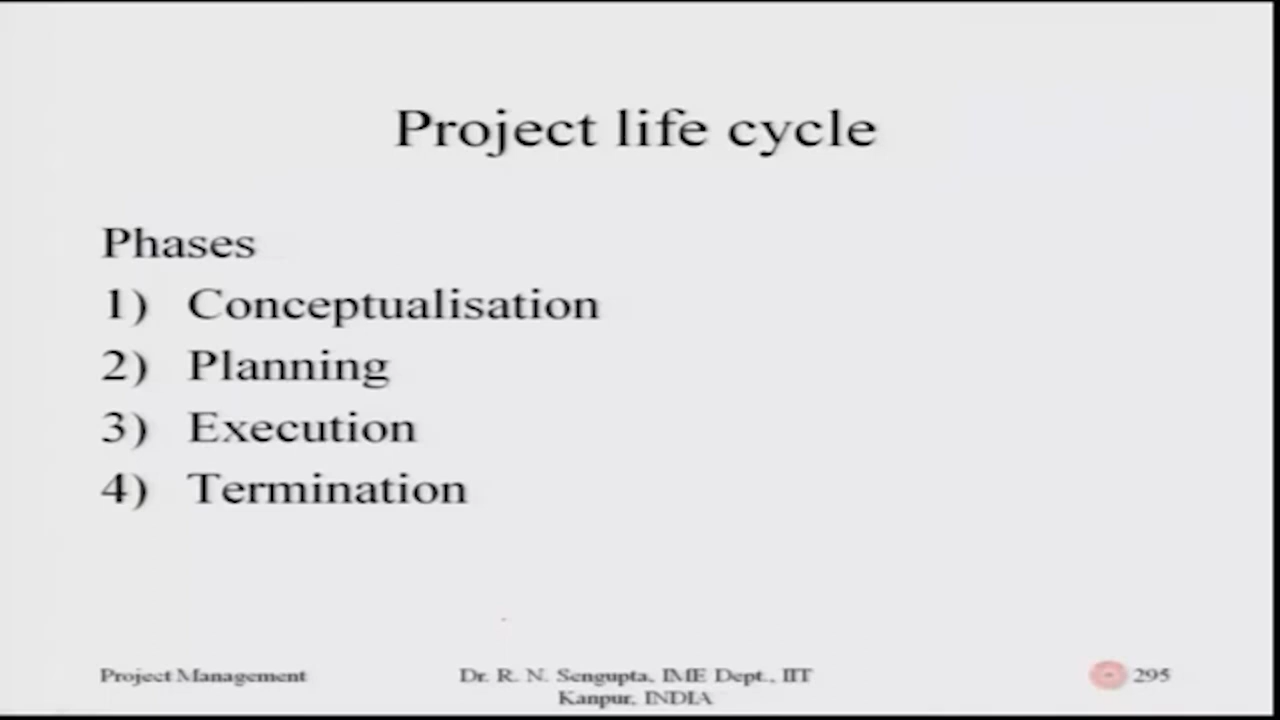 Project life cycle
Phases
1) Conceptualisation
2) Planning
3) Execution
4) Termination
Project Management
Dr. R. N. Sengupta, IME Dept., IIT
Kanpur, INDIA
295